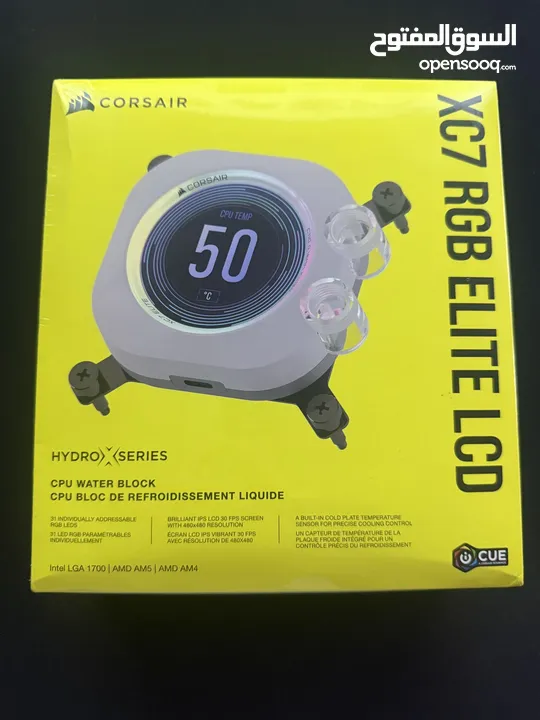 السوق المفتوح
opensooq.com
CORSAIR
XC7 RGB ELITE LCD
CORSAIR
CPU TEMP
50
°C
XC7 ELITE
HYDRO X SERIES
CPU WATER BLOCK
CPU BLOC DE REFROIDISSEMENT LIQUIDE
31 INDIVIDUALLY ADDRESSABLE
RGB LEDS
31 LED RGB PARAMÉTRABLES
INDIVIDUELLEMENT
BRILLIANT IPS LCD 30 FPS SCREEN
WITH 480x480 RESOLUTION
ÉCRAN LCD IPS VIBRANT 30 FPS
AVEC RÉSOLUTION DE 480X480
A BUILT-IN COLD PLATE TEMPERATURE
SENSOR FOR PRECISE COOLING CONTROL
UN CAPTEUR DE TEMPÉRATURE DE LA
PLAQUE FROIDE INTÉGRÉ POUR UN
CONTRÔLE PRÉCIS DU REFROIDISSEMENT
Intel LGA 1700 | AMD AM5 | AMD AM4
iCUE